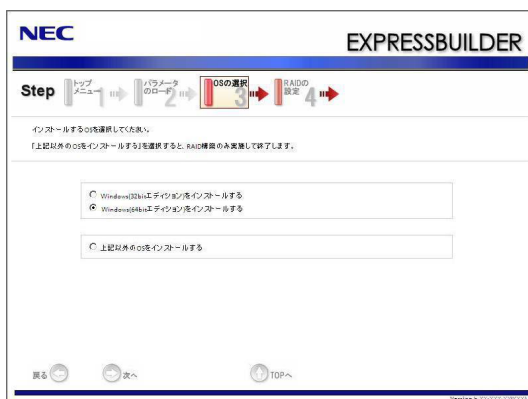 NEC
EXPRESSBUILDER
Step トップメニュー 1 パラメータのロード 2 OSの選択 3 RAIDの設定 4
インストールするOSを選択してください。
「上記以外のOSをインストールする」を選択すると、RAID構築のみ実施して終了します。
Windows(32bitエディション)をインストールする
Windows(64bitエディション)をインストールする
上記以外のOSをインストールする
戻る 次へ TOPへ